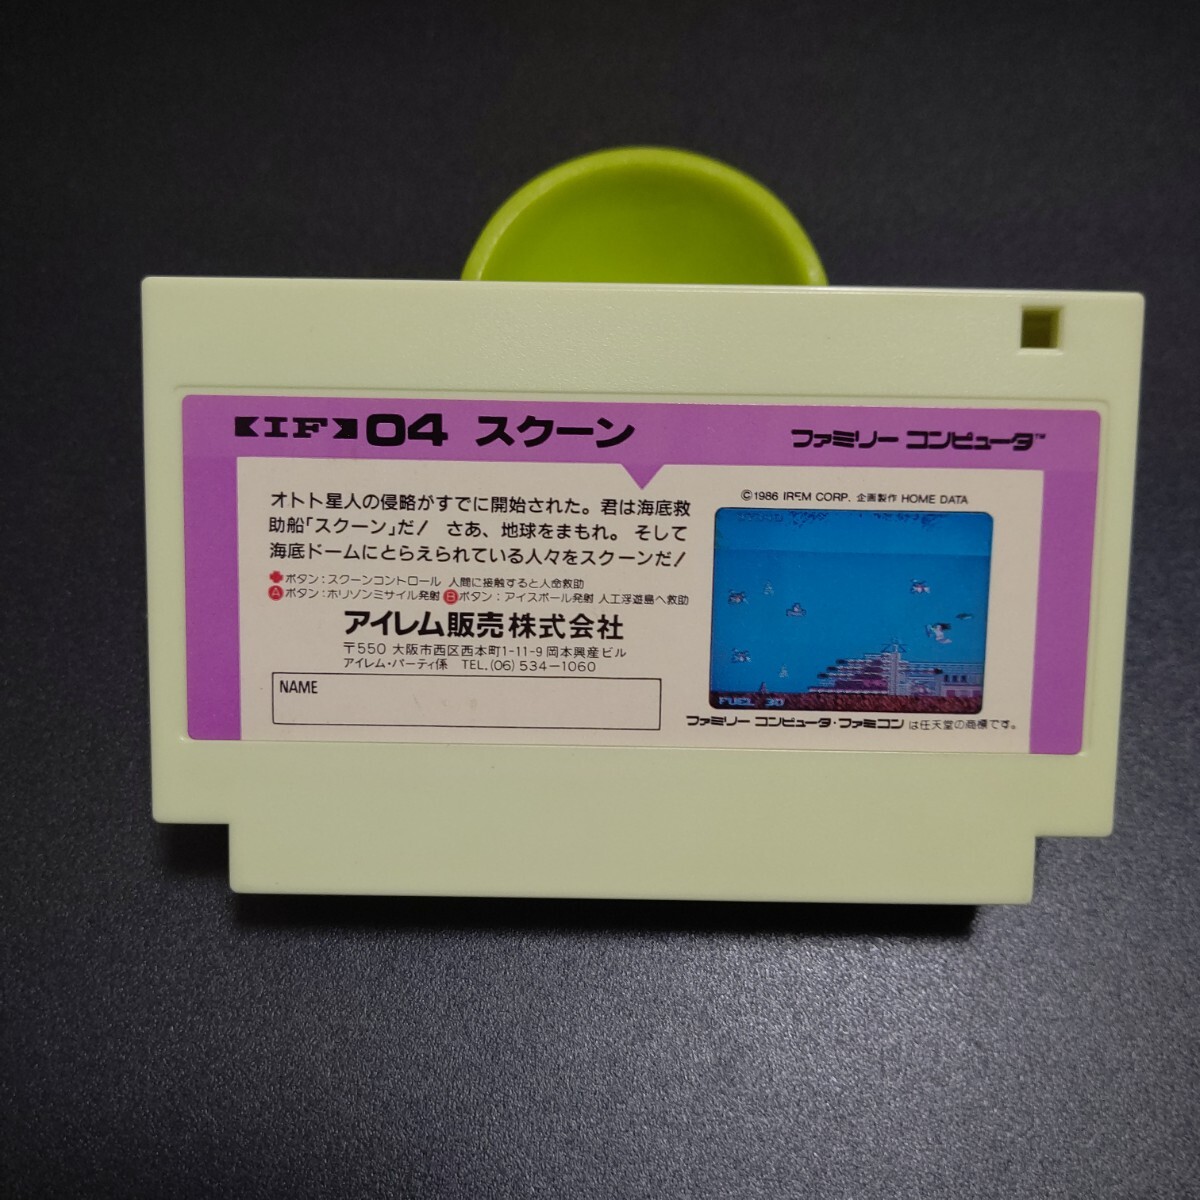 【IF】04 スクーン
ファミリー コンピュータ™
オトト星人の侵略がすでに開始された。君は海底救
助船「スクーン」だ! さぁ、地球をまもれ。そして
海底ドームにとらえられている人々をスクーンだ!
ボタン:スクーンコントロール 人間に接触すると人命救助
Ⓐボタン:ホリゾンミサイル発射 Ⓑボタン:アイスボール発射 人工浮遊島へ救助
アイレム販売株式会社
〒550 大阪市西区西本町1-11-9 岡本興産ビル
アイレム・パーティ係 TEL.(06)534-1060
NAME
©1986 IREM CORP. 企画製作 HOME DATA
FUEL 30
ファミリー コンピュータ・ファミコン は任天堂の商標です。